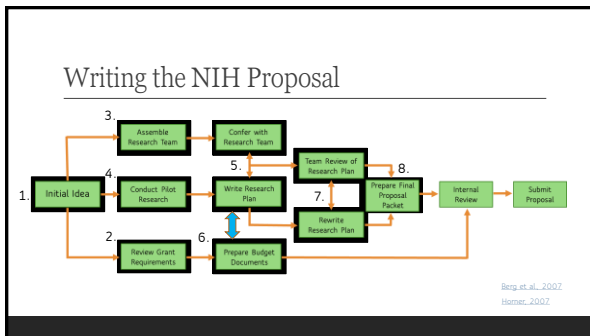 Writing the NIH Proposal
3.
Assemble
Research Team
Confer with
Research Team
5.
Team Review of
Research Plan
8.
1.
Initial Idea
4.
Conduct Pilot
Research
Write Research
Plan
7.
Prepare Final
Proposal
Packet
Internal
Review
Submit
Proposal
Rewrite
Research Plan
2.
Review Grant
Requirements
6.
Prepare Budget
Documents
Berg et al, 2007
Homer, 2007